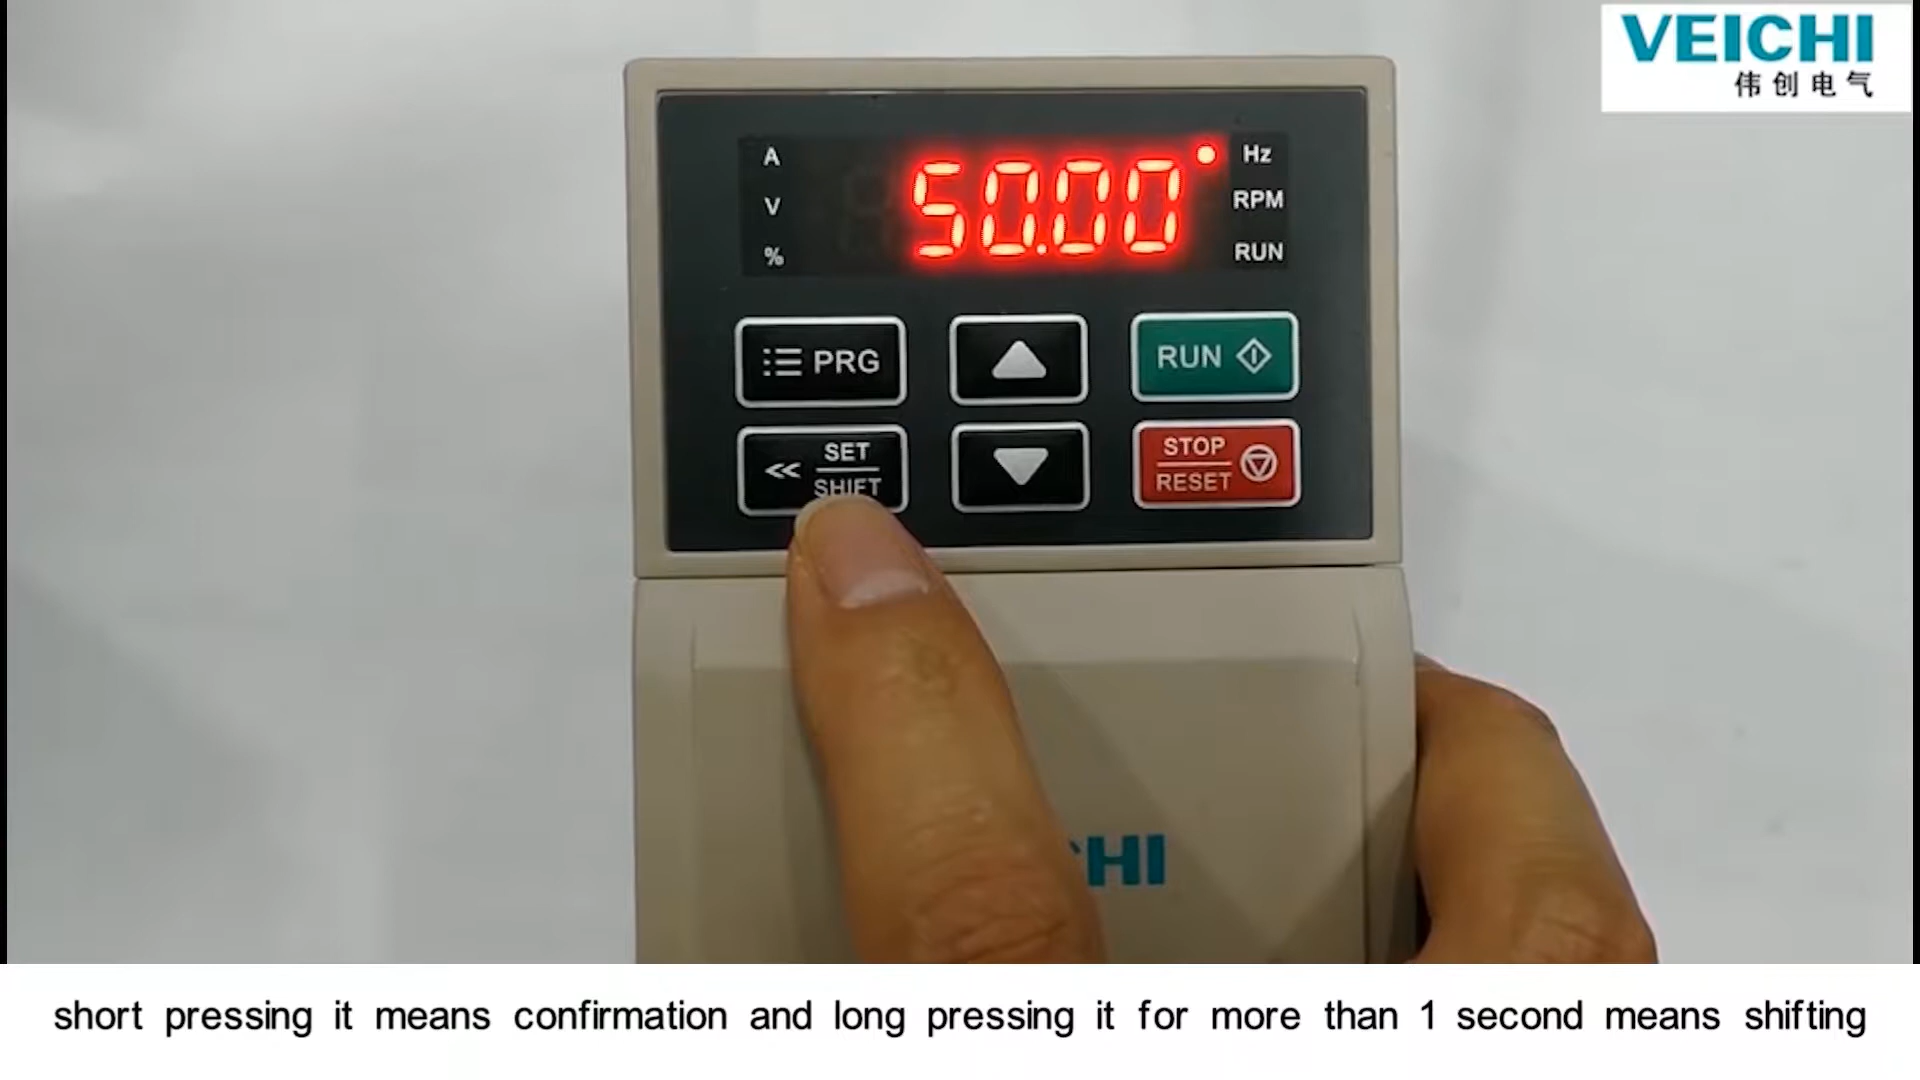 VEICHI
伟创电气
A
V
%
50.00
Hz
RPM
RUN
PRG
RUN
SET
SHIFT
STOP
RESET
CHI
short pressing it means confirmation and long pressing it for more than 1 second means shifting